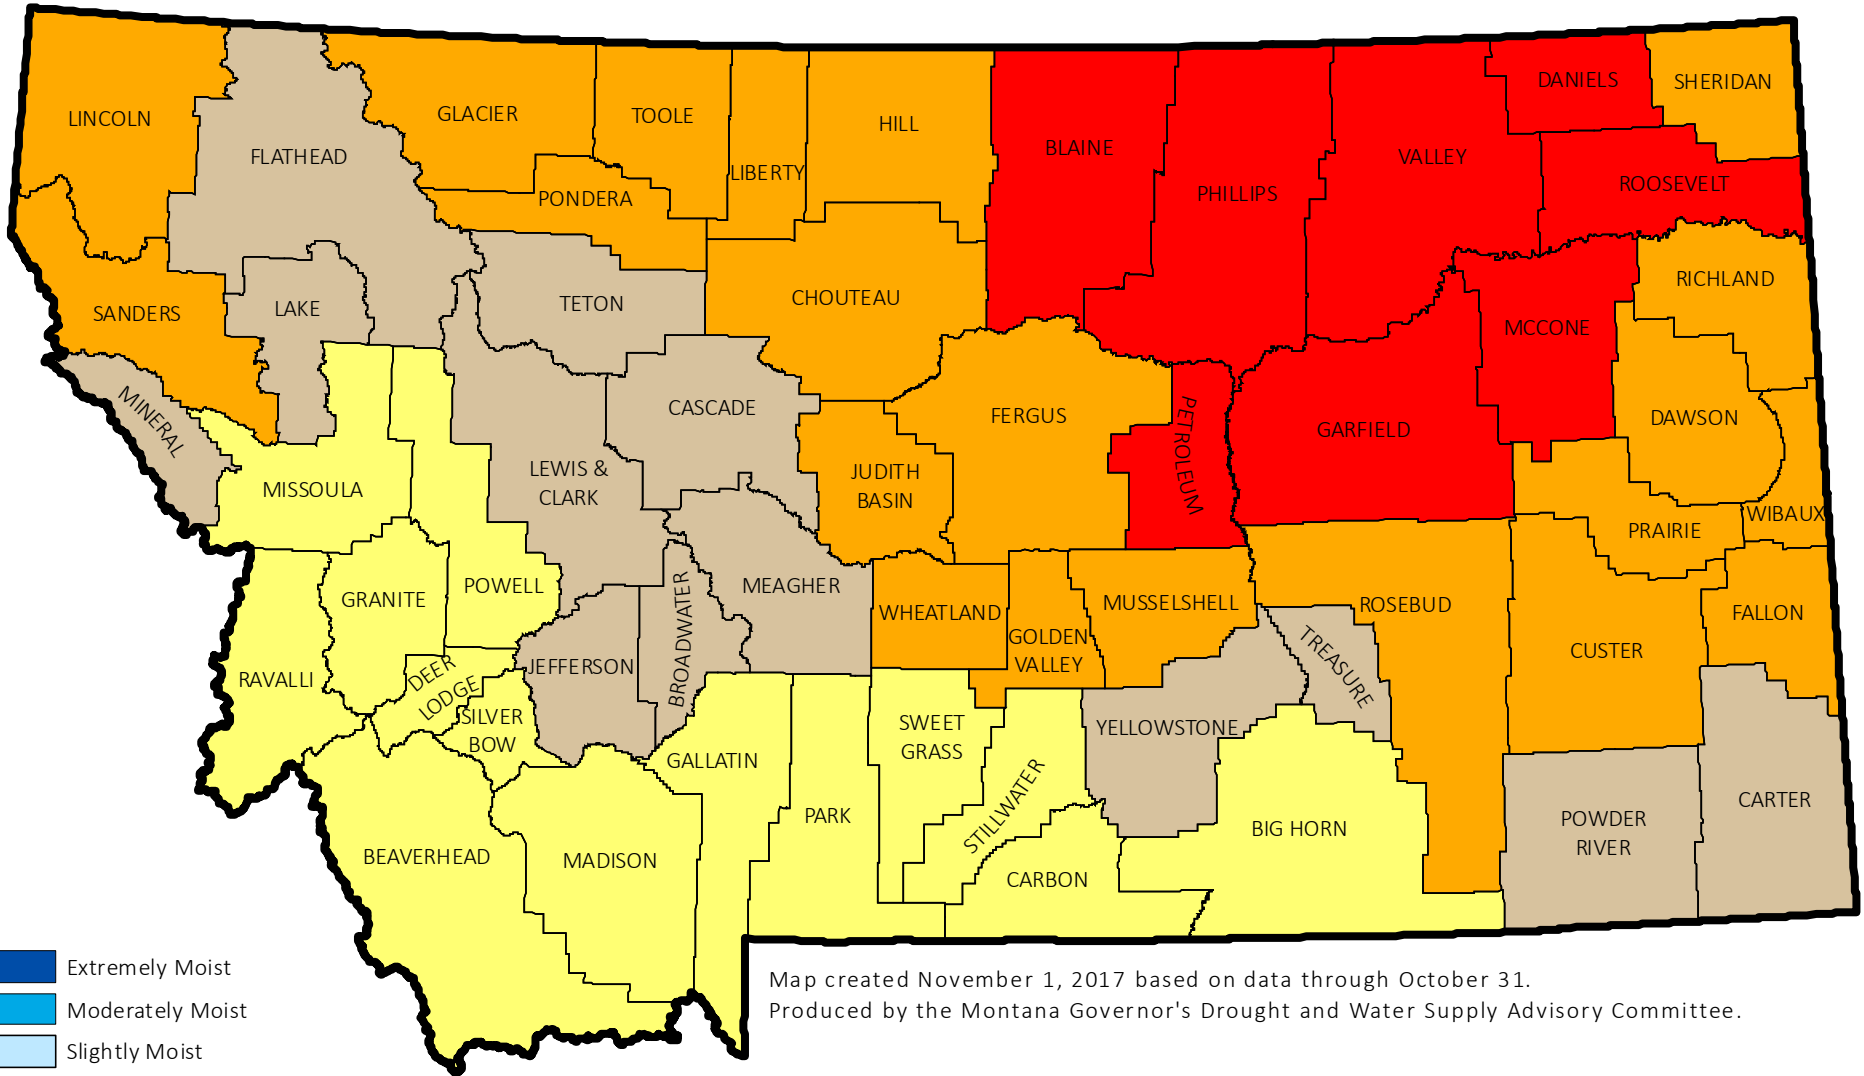 LINCOLN
FLATHEAD
GLACIER
TOOLE
LIBERTY
HILL
BLAINE
PHILLIPS
VALLEY
DANIELS
SHERIDAN
ROOSEVELT
PONDERA
SANDERS
LAKE
TETON
CHOUTEAU
RICHLAND
MCCONE
MINERAL
CASCADE
FERGUS
PETROLEUM
GARFIELD
DAWSON
MISSOULA
LEWIS &
CLARK
JUDITH
BASIN
PRAIRIE
WIBAUX
GRANITE
POWELL
BROADWATER
MEAGHER
WHEATLAND
GOLDEN
VALLEY
MUSSELSHELL
ROSEBUD
TREASURE
CUSTER
FALLON
RAVALLI
DEER
LODGE
JEFFERSON
SILVER
BOW
GALLATIN
PARK
SWEET
GRASS
STILLWATER
YELLOWSTONE
BEAVERHEAD
MADISON
CARBON
BIG HORN
POWDER
RIVER
CARTER
Extremely Moist
Moderately Moist
Slightly Moist
Map created November 1, 2017 based on data through October 31.
Produced by the Montana Governor's Drought and Water Supply Advisory Committee.